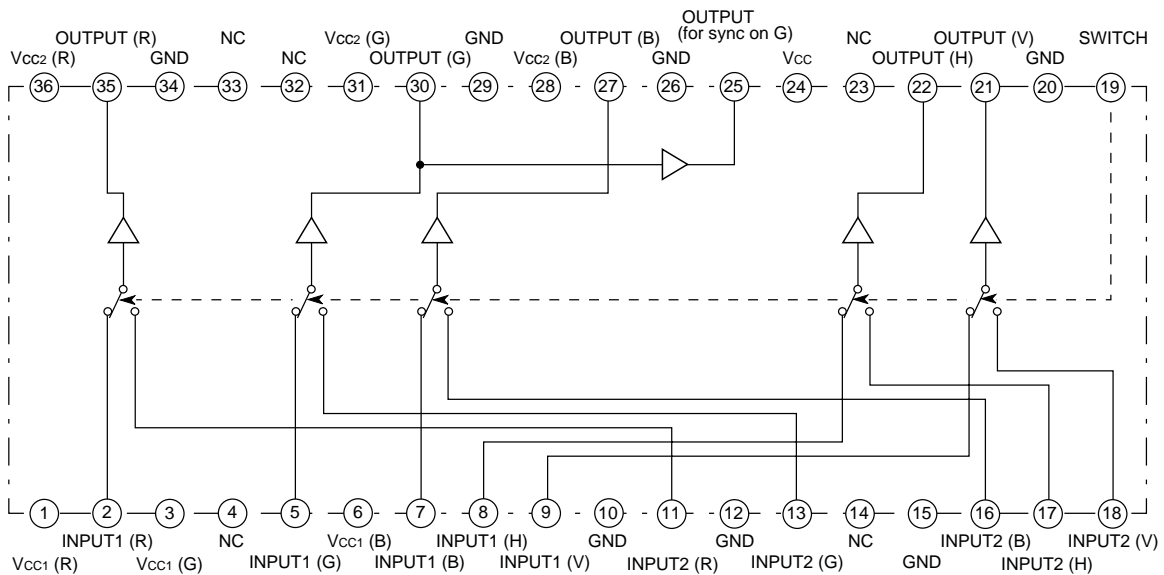 OUTPUT
OUTPUT (R) NC VCC2 (G) GND OUTPUT (B) (for sync on G) NC OUTPUT (V) SWITCH
VCC2 (R) GND NC OUTPUT (G) VCC2 (B) GND VCC OUTPUT (H) GND
36 35 34 33 32 31 30 29 28 27 26 25 24 23 22 21 20 19
1 2 3 4 5 6 7 8 9 10 11 12 13 14 15 16 17 18
INPUT1 (R) NC VCC1 (B) INPUT1 (H) GND GND NC INPUT2 (B) INPUT2 (V)
VCC1 (R) VCC1 (G) INPUT1 (G) INPUT1 (B) INPUT1 (V) INPUT2 (R) INPUT2 (G) GND INPUT2 (H)